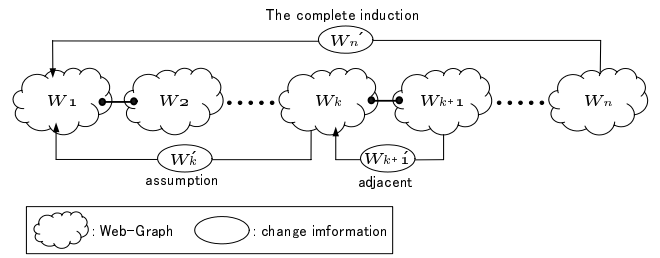 The complete induction
Wn′
W1 W2 Wk Wk+1 Wn
Wk′ Wk+1′
assumption adjacent
: Web-Graph : change imformation